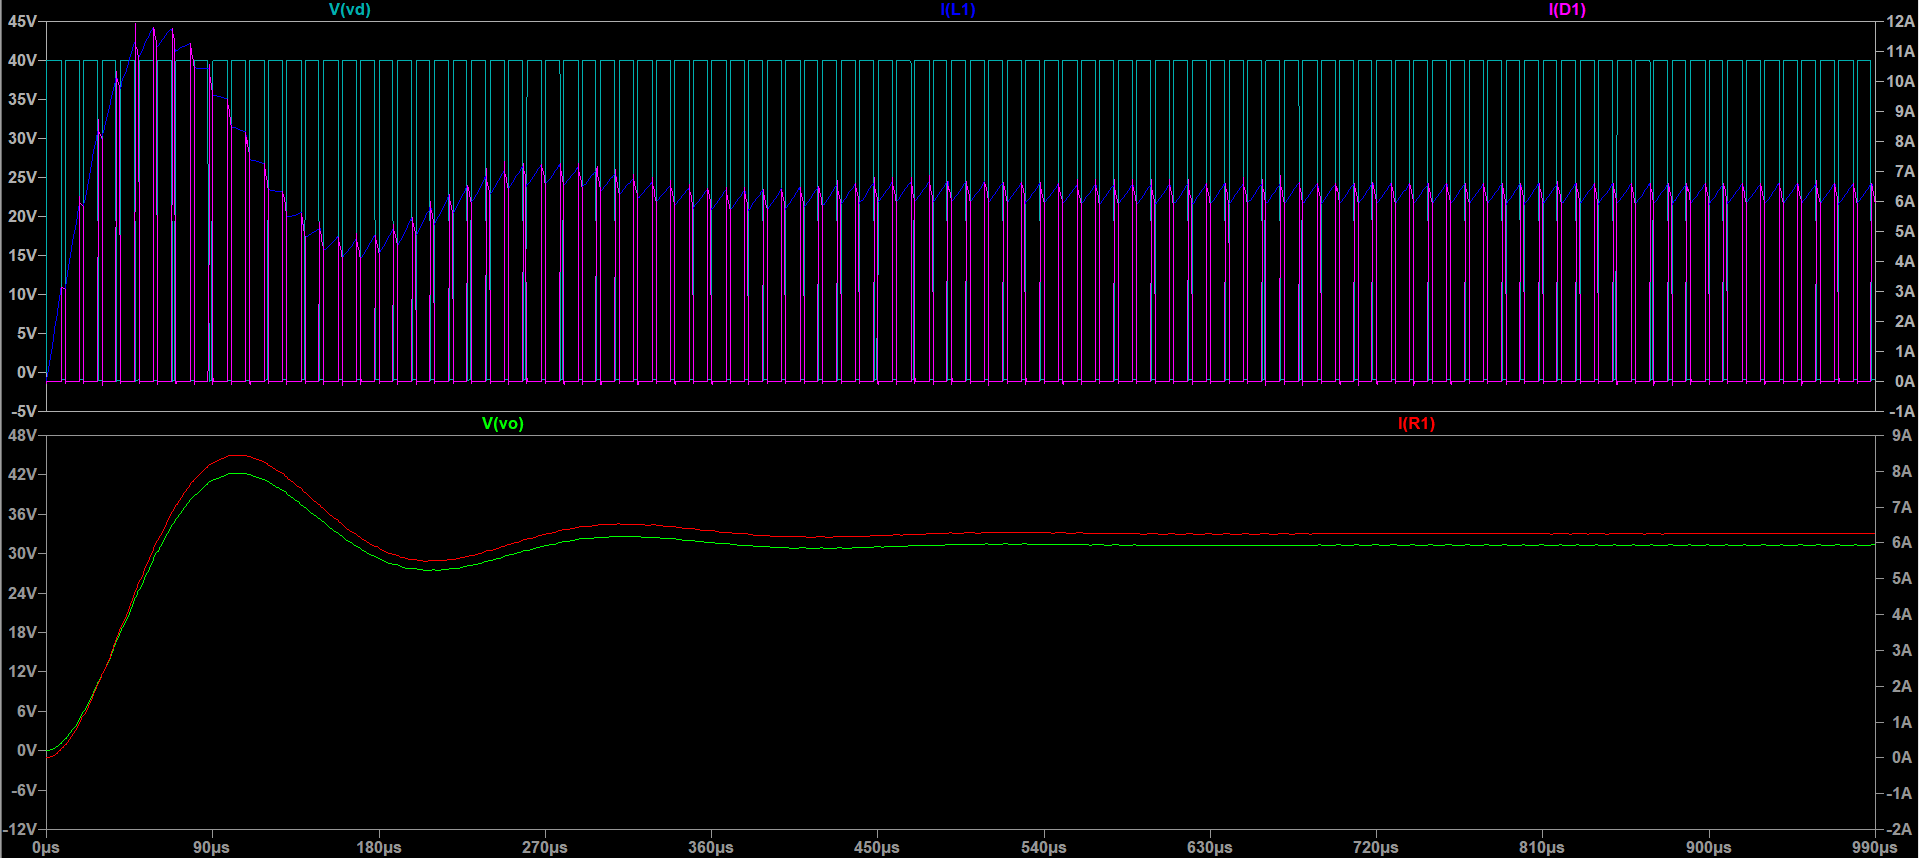 V(vd) I(L1) I(D1)
45V 12A
40V 11A
35V 10A
30V 9A
25V 8A
20V 7A
15V 6A
10V 5A
5V 4A
0V 3A
-5V 2A
1A
0A
-1A
V(vo) I(R1)
48V 9A
42V 8A
36V 7A
30V 6A
24V 5A
18V 4A
12V 3A
6V 2A
0V 1A
-6V 0A
-12V -1A
-2A
0µs 90µs 180µs 270µs 360µs 450µs 540µs 630µs 720µs 810µs 900µs 990µs